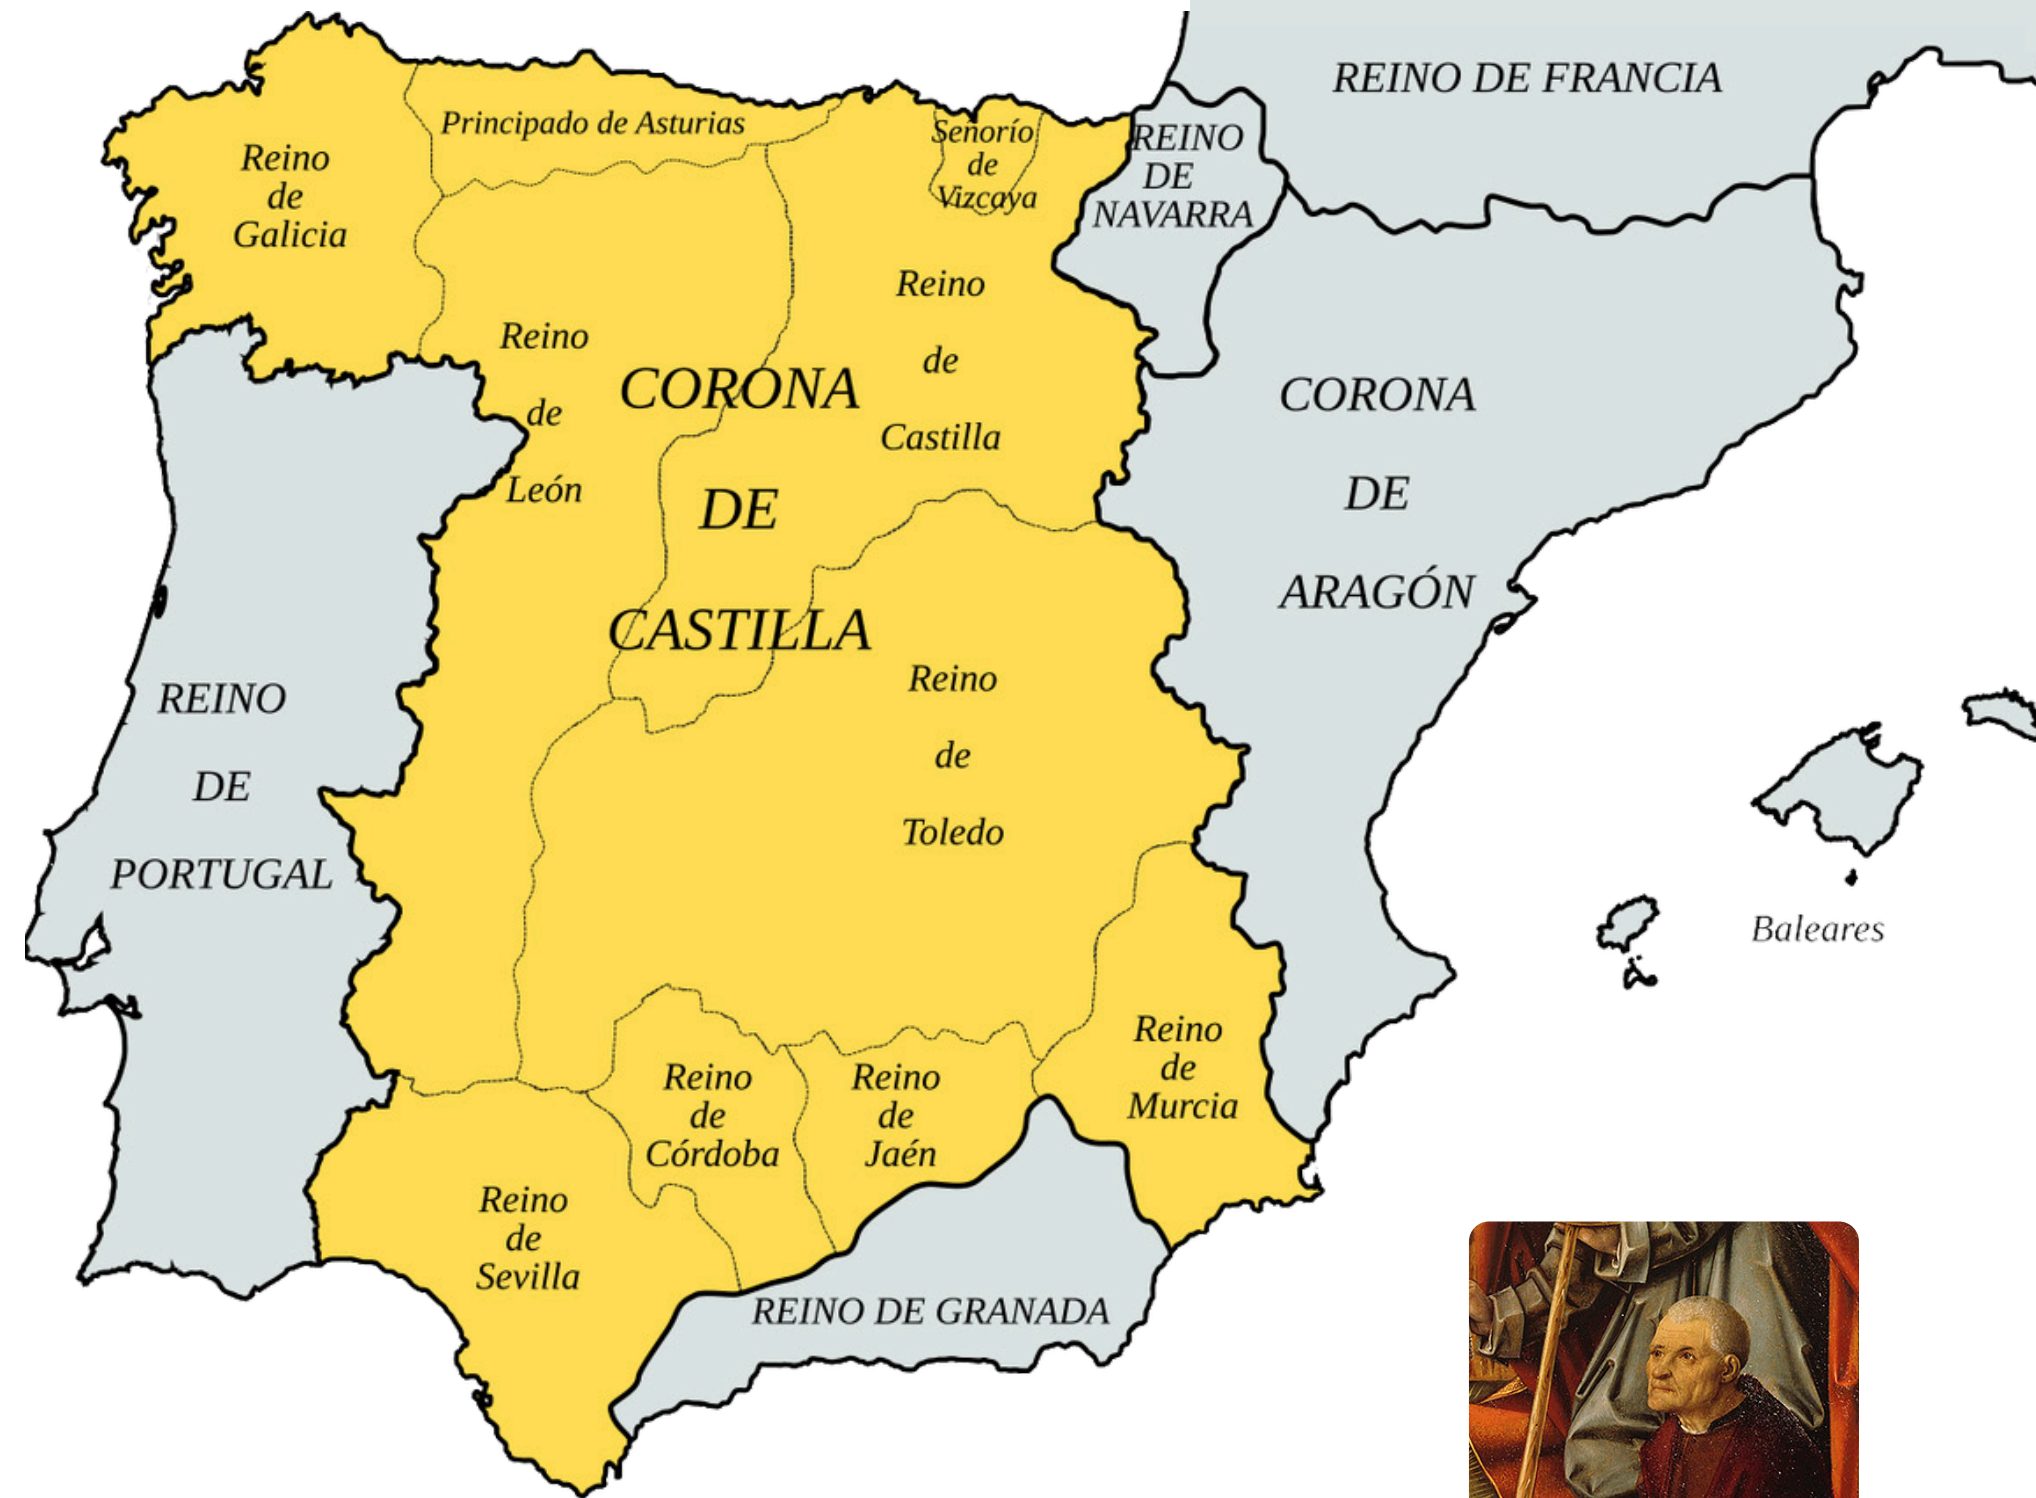 REINO DE FRANCIA
Principado de Asturias
Señorío
de
Vizcaya
REINO
DE
NAVARRA
Reino
de
Galicia
Reino
de
León
Reino
de
Castilla
CORONA
DE
CASTILLA
CORONA
DE
ARAGÓN
REINO
DE
PORTUGAL
Reino
de
Toledo
Baleares
Reino
de
Murcia
Reino
de
Córdoba
Reino
de
Jaén
Reino
de
Sevilla
REINO DE GRANADA